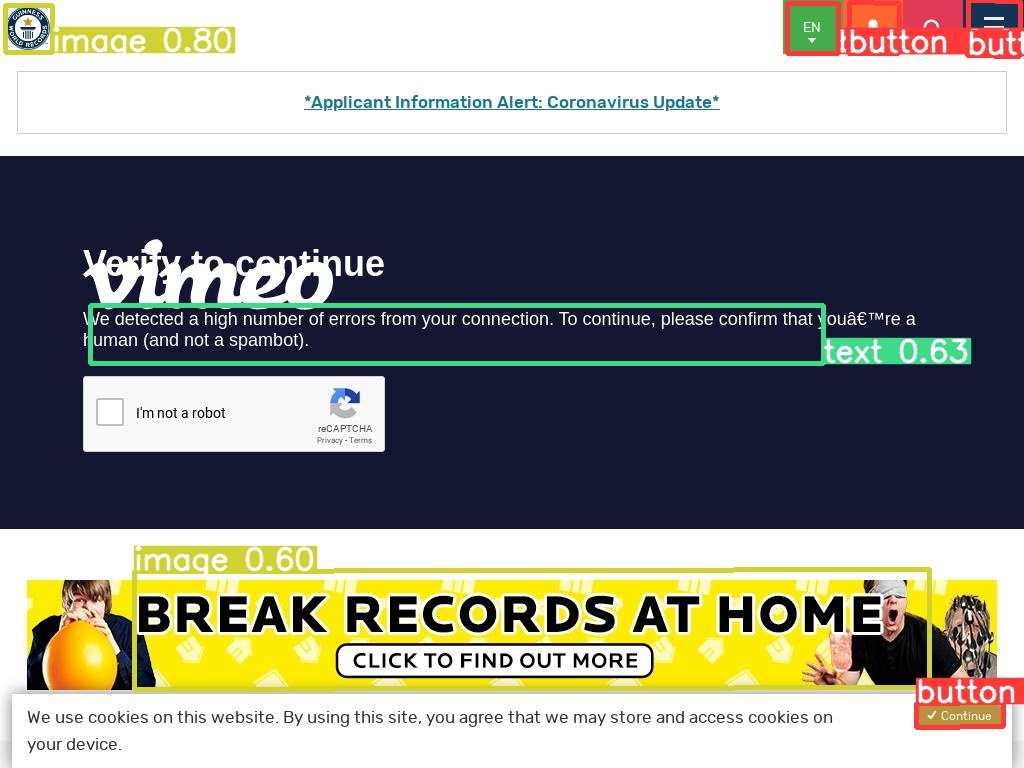 GUINNESS WORLD RECORDS
image 0.80
EN
button
butt
*Applicant Information Alert: Coronavirus Update*
Verify to continue
vimeo
We detected a high number of errors from your connection. To continue, please confirm that youâ€™re a
human (and not a spambot).
text 0.63
I'm not a robot
reCAPTCHA
Privacy - Terms
image 0.60
BREAK RECORDS AT HOME
CLICK TO FIND OUT MORE
button
We use cookies on this website. By using this site, you agree that we may store and access cookies on
your device.
Continue